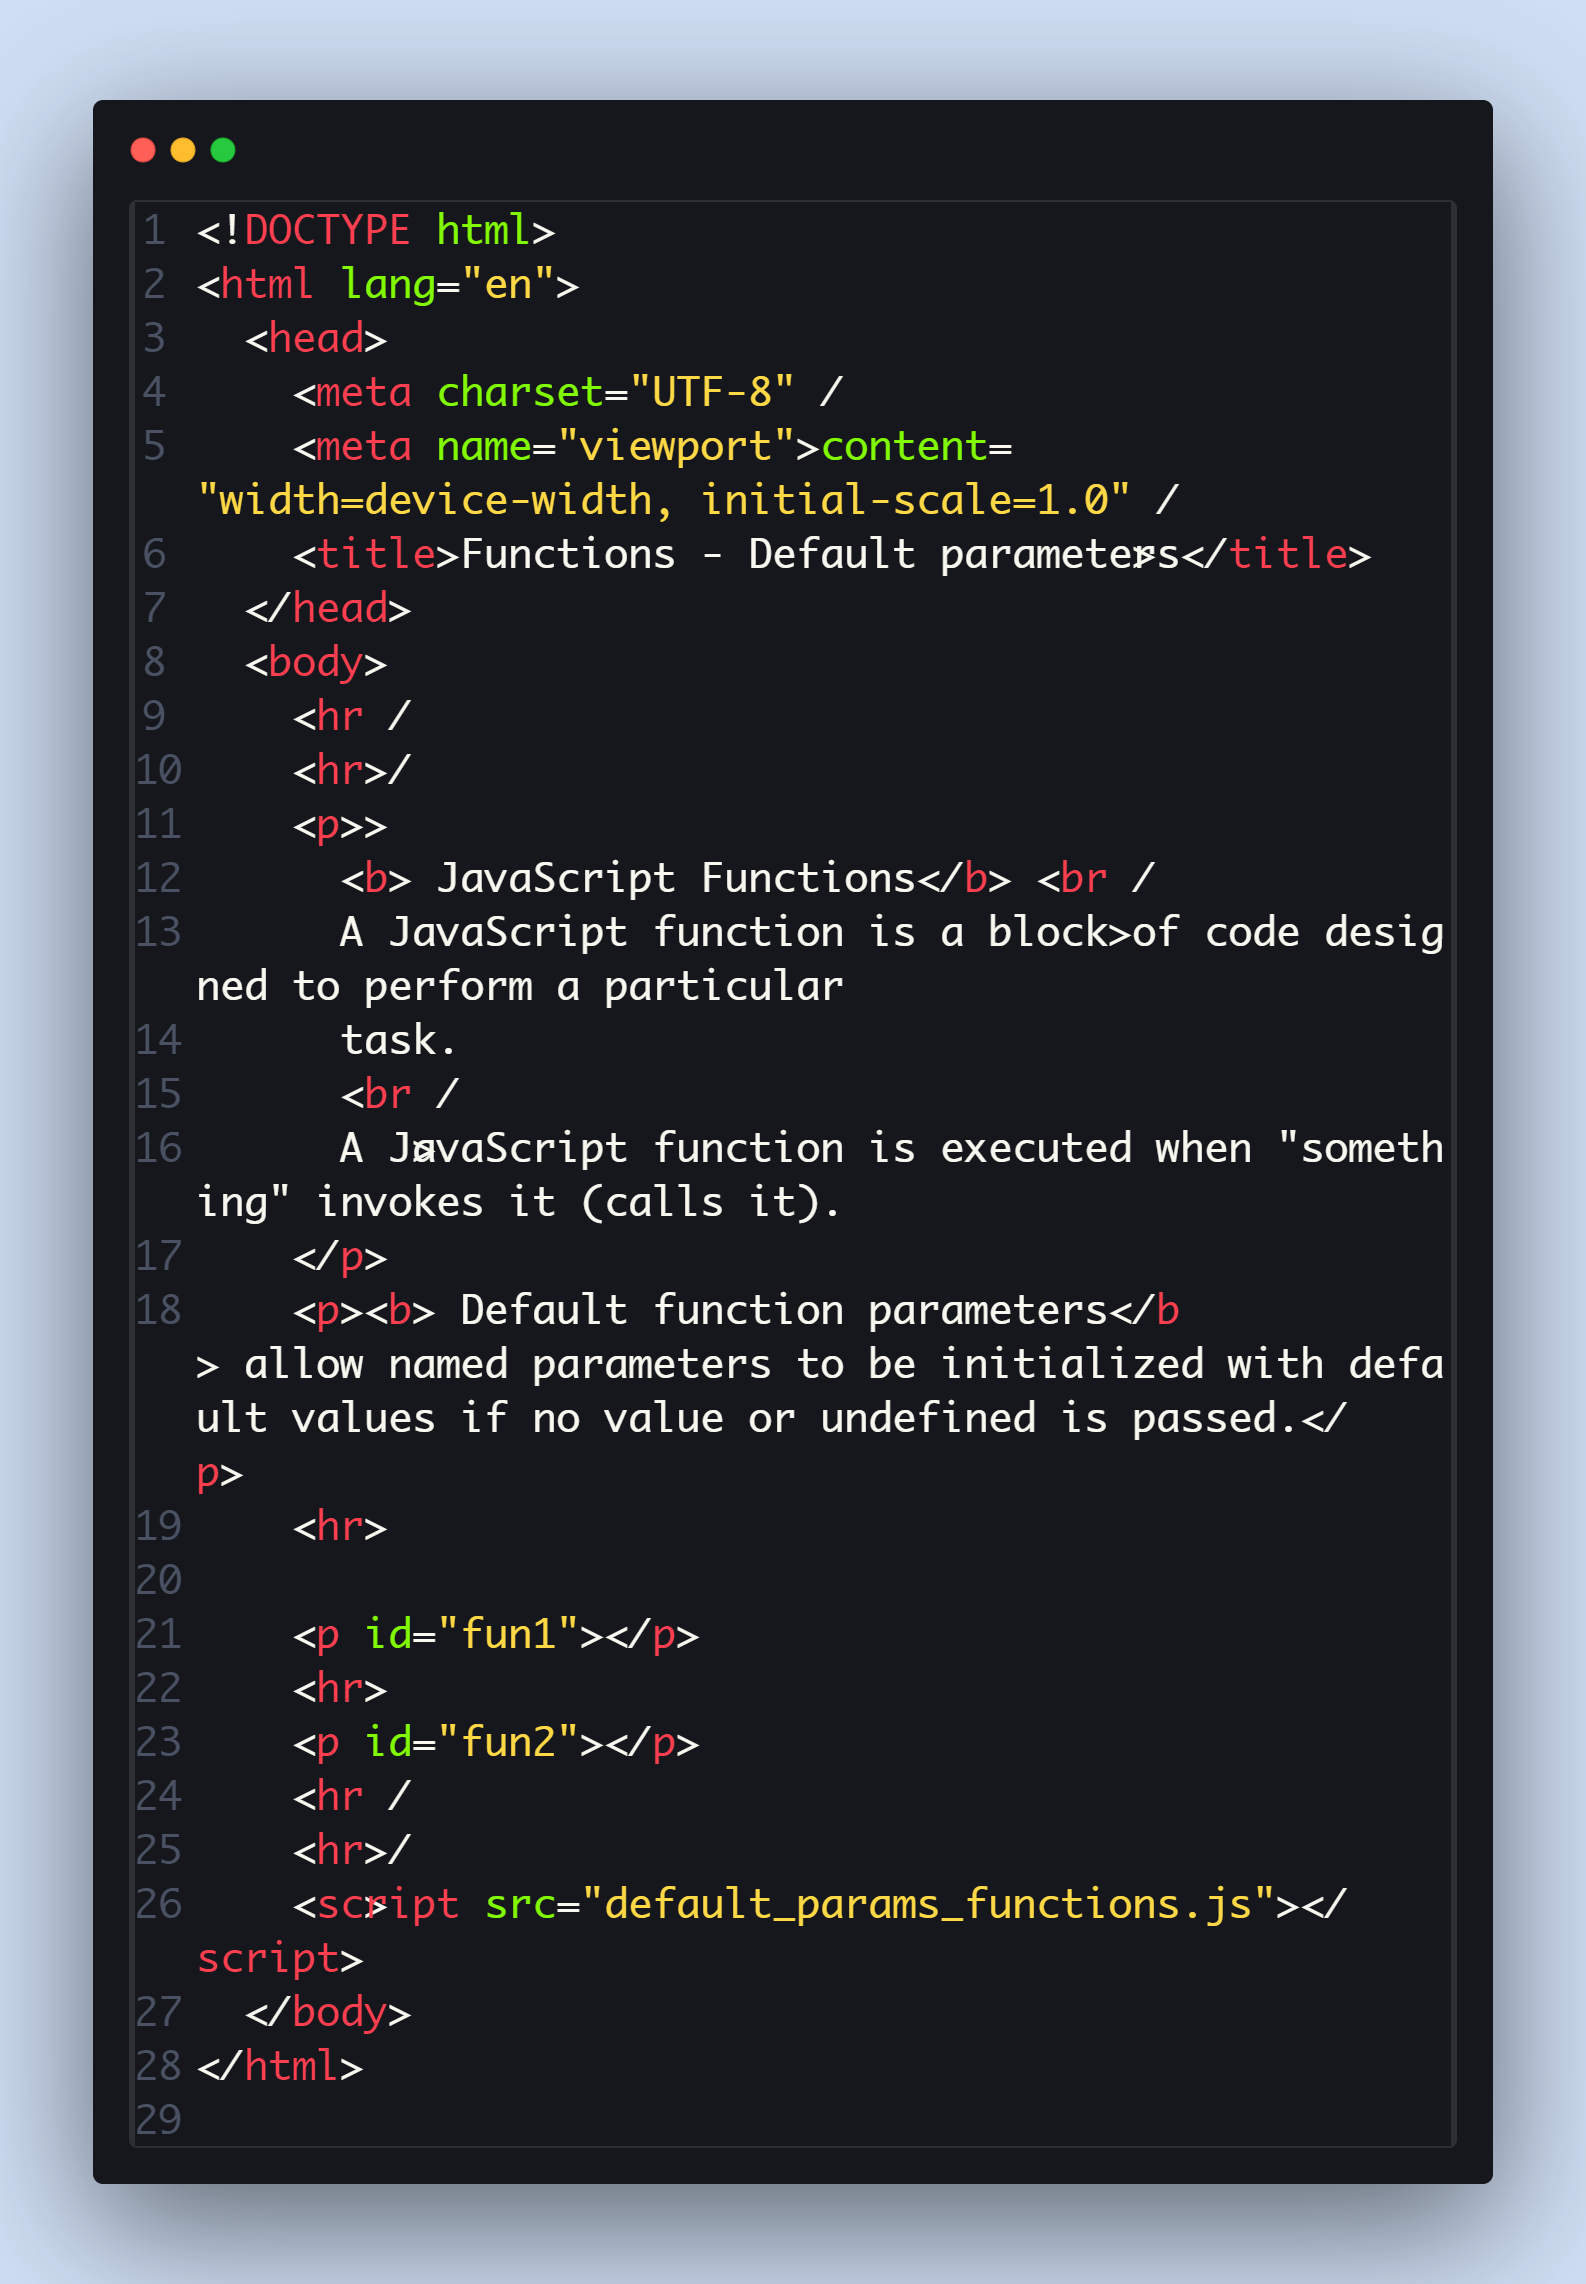 1 <!DOCTYPE html>
2 <html lang="en">
3   <head>
4     <meta charset="UTF-8" /
5     <meta name="viewport">content=
"width=device-width, initial-scale=1.0" /
6     <title>Functions - Default parameters</title>
7   </head>
8   <body>
9     <hr /
10     <hr>/
11     <p>>
12       <b> JavaScript Functions</b> <br /
13       A JavaScript function is a block>of code desig
ned to perform a particular
14       task.
15       <br /
16       A JavaScript function is executed when "someth
ing" invokes it (calls it).
17     </p>
18     <p><b> Default function parameters</b
> allow named parameters to be initialized with defa
ult values if no value or undefined is passed.</
p>
19     <hr>
20
21     <p id="fun1"></p>
22     <hr>
23     <p id="fun2"></p>
24     <hr /
25     <hr>/
26     <script src="default_params_functions.js"></
script>
27   </body>
28 </html>
29